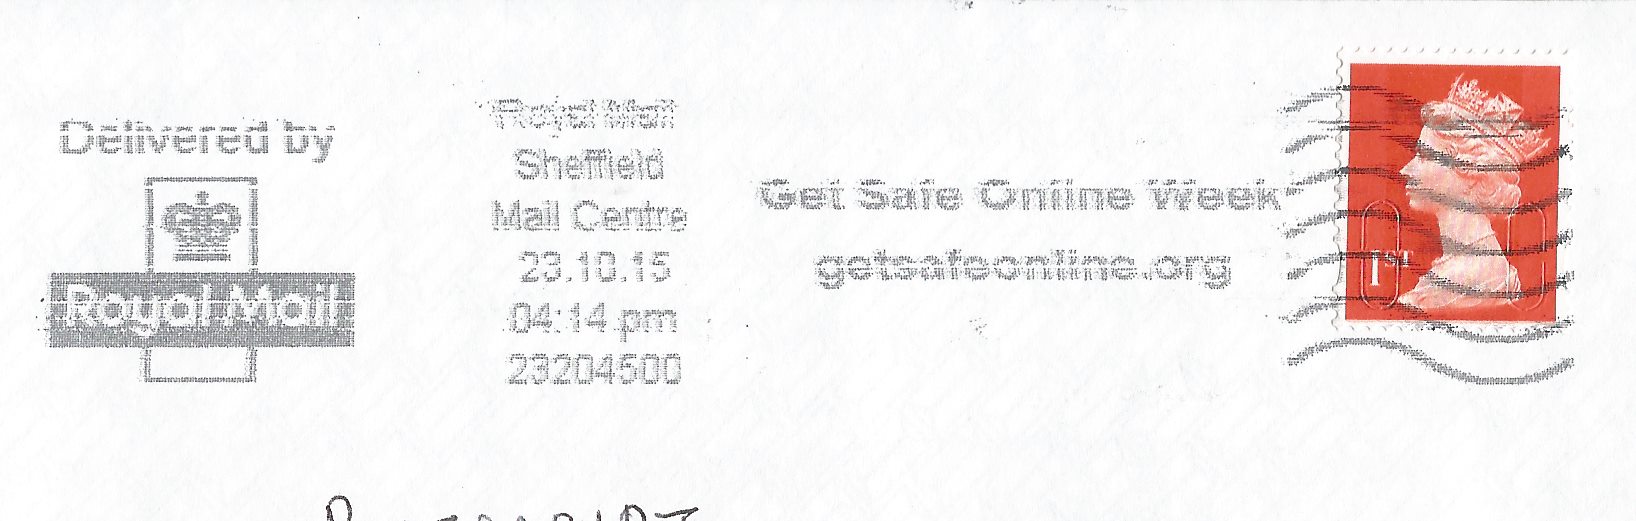 Delivered by
Royal Mail
Royal Mail
Sheffield
Mail Centre
23.10.15
04:14 pm
23204500
Get Safe Online Week
getsafeonline.org
1ST